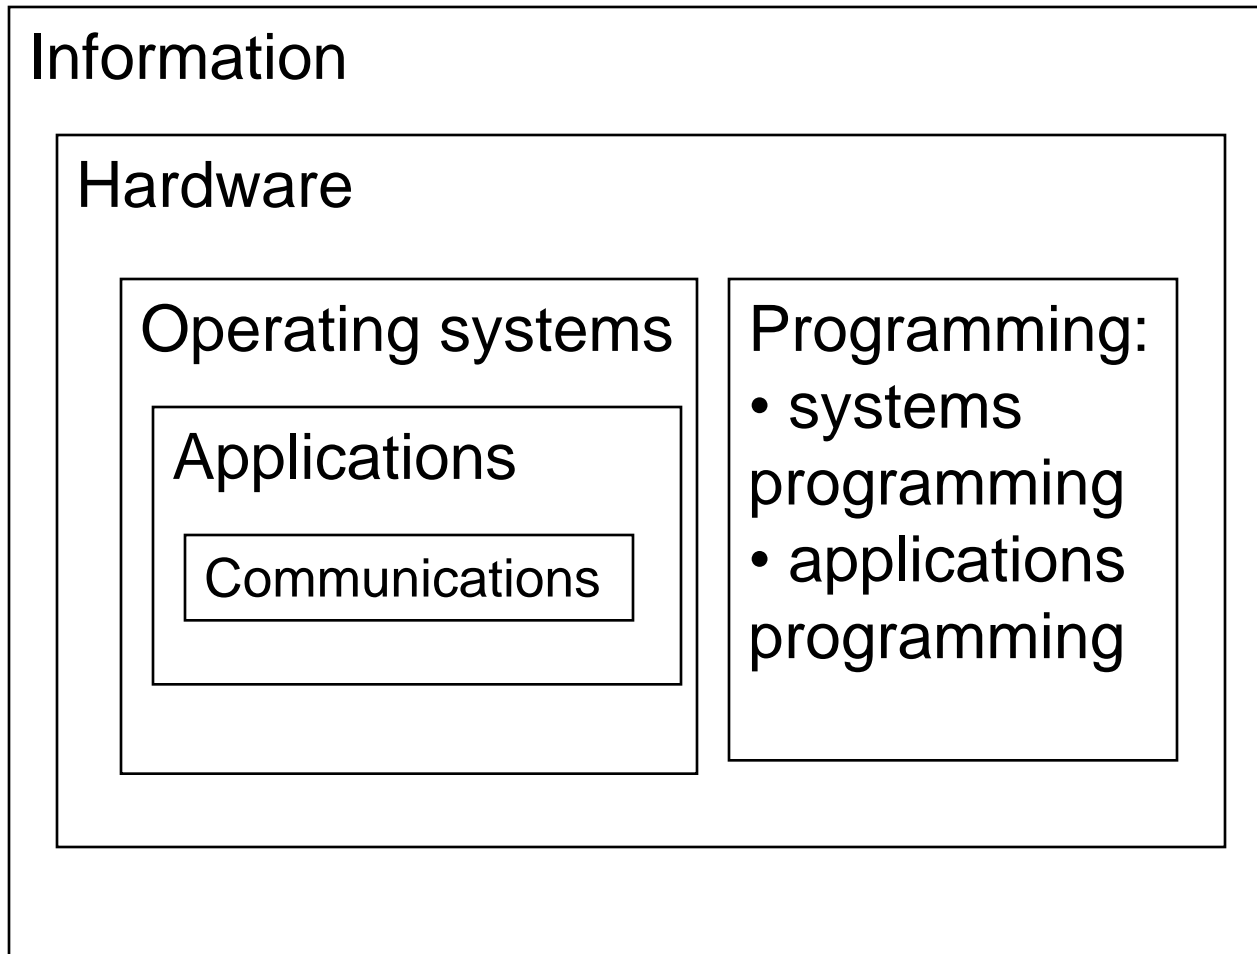 Information
Hardware
Operating systems
Applications
Communications
Programming:
• systems
programming
• applications
programming